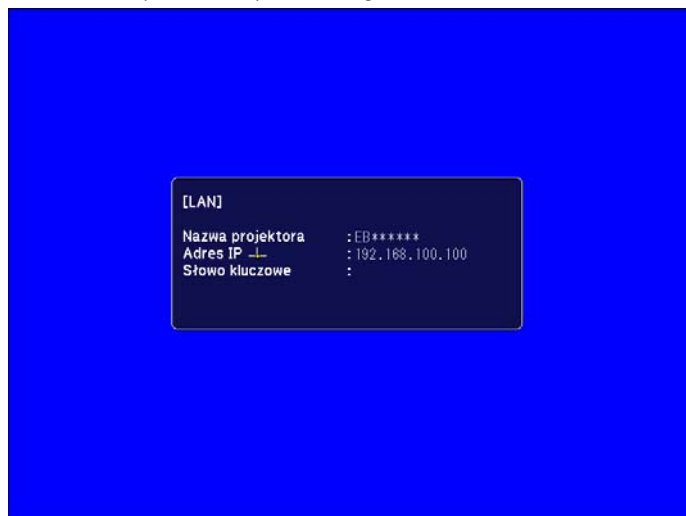 [LAN]
Nazwa projektora :EB******
Adres IP :192.168.100.100
Słowo kluczowe :